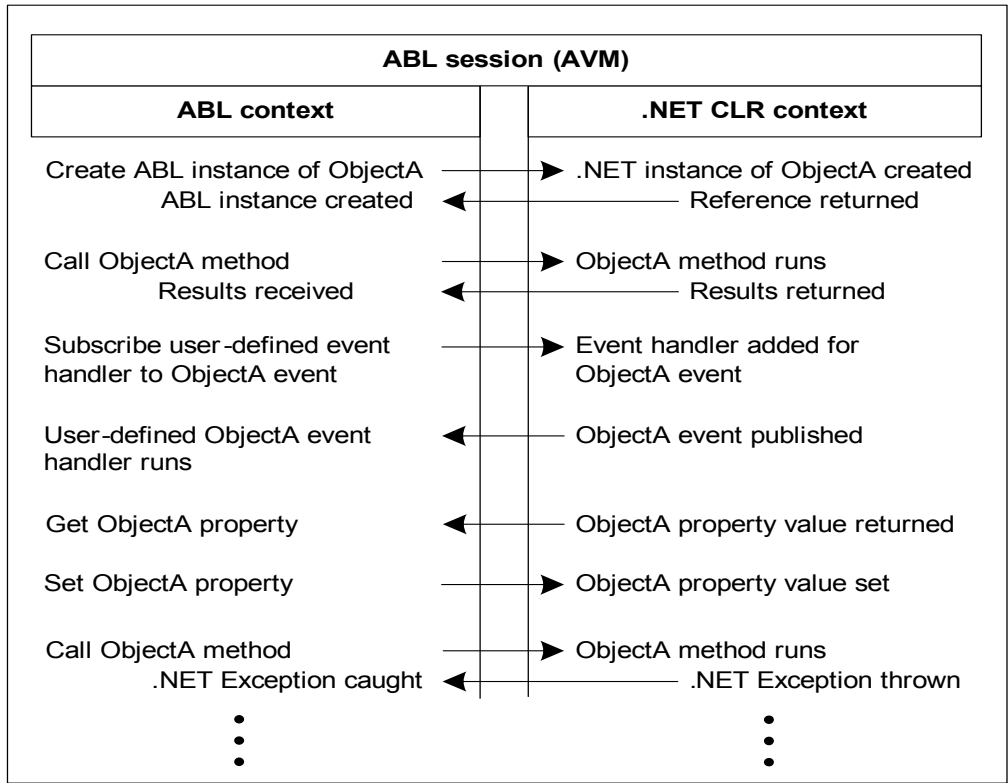 ABL session (AVM)
ABL context
.NET CLR context
Create ABL instance of ObjectA
.NET instance of ObjectA created
ABL instance created
Reference returned
Call ObjectA method
ObjectA method runs
Results received
Results returned
Subscribe user-defined event
handler to ObjectA event
Event handler added for
ObjectA event
User-defined ObjectA event
handler runs
ObjectA event published
Get ObjectA property
ObjectA property value returned
Set ObjectA property
ObjectA property value set
Call ObjectA method
ObjectA method runs
.NET Exception caught
.NET Exception thrown